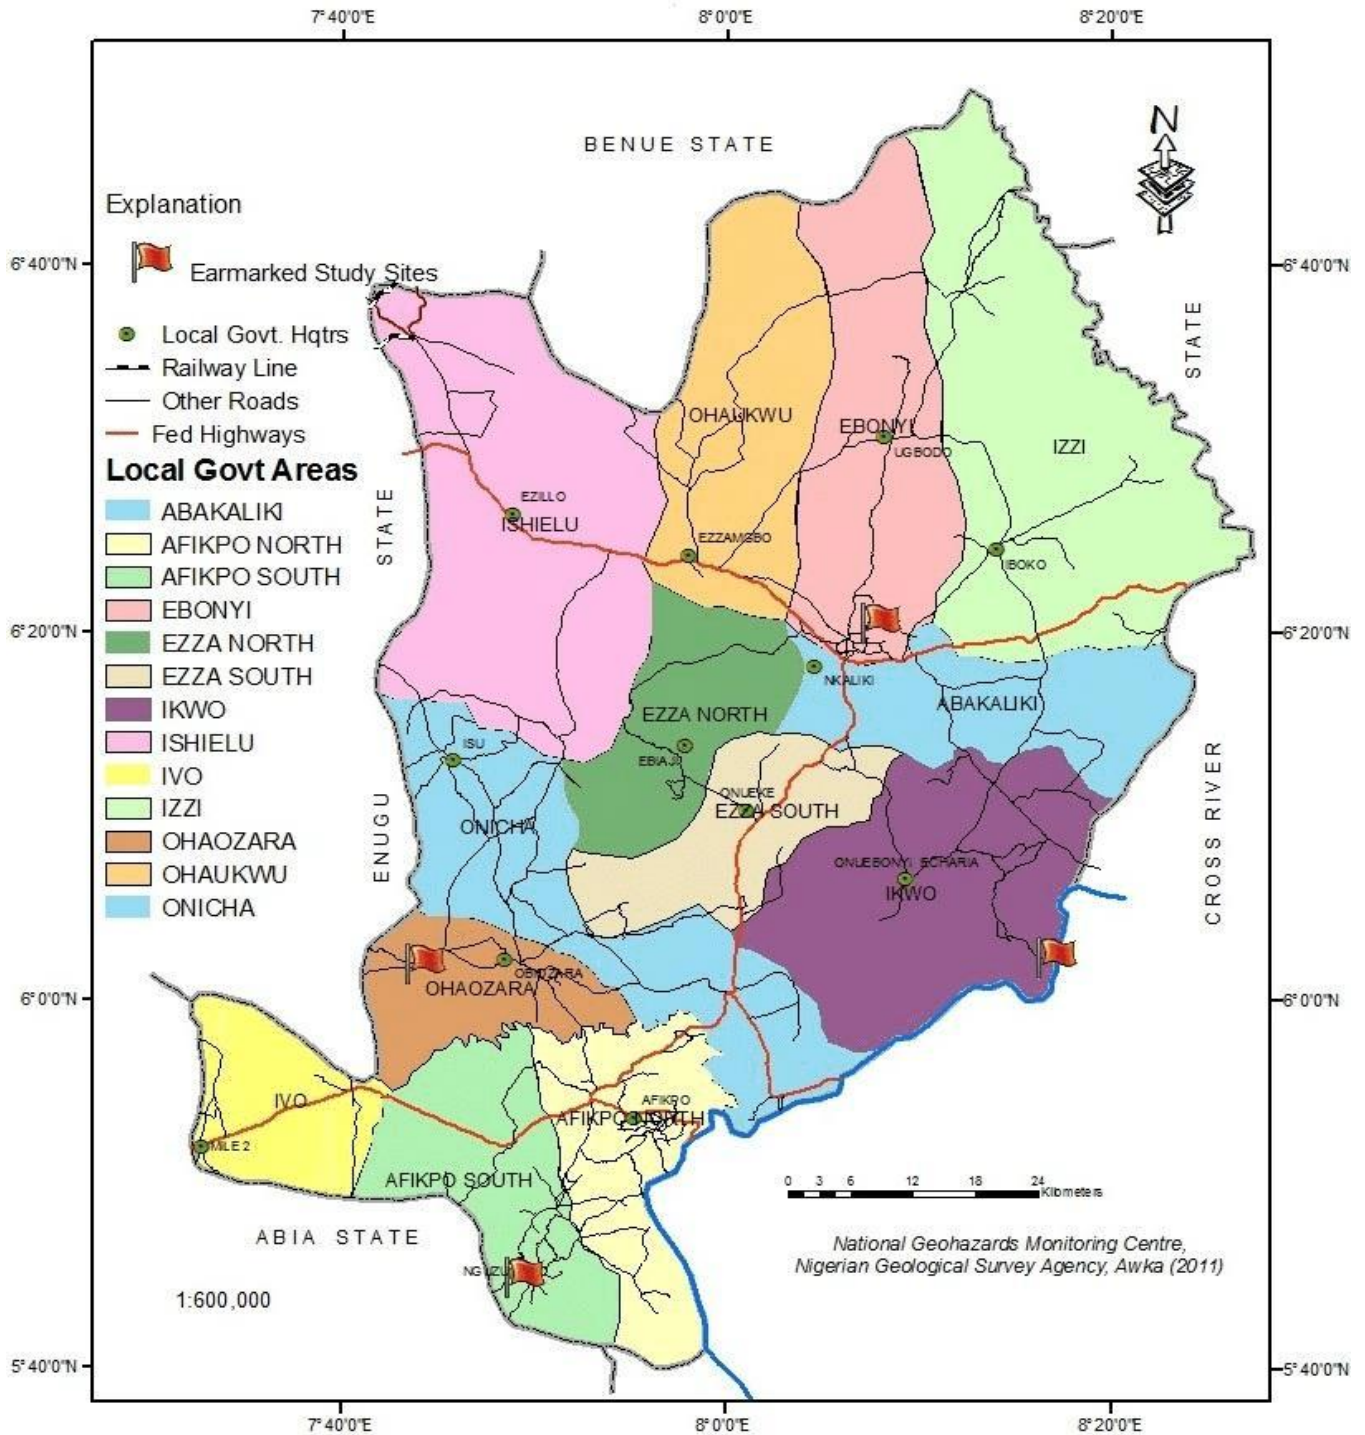 7°40'0"E
8°0'0"E
8°20'0"E
N
BENUE STATE
Explanation
Earmarked Study Sites
Local Govt. Hqtrs
Railway Line
Other Roads
Fed Highways
Local Govt Areas
ABAKALIKI
AFIKPO NORTH
AFIKPO SOUTH
EBONYI
EZZA NORTH
EZZA SOUTH
IKWO
ISHIELU
IVO
IZZI
OHAOZARA
OHAUKWU
ONICHA
6°40'0"N
6°40'0"N
6°20'0"N
6°20'0"N
6°0'0"N
6°0'0"N
5°40'0"N
5°40'0"N
STATE
ENUGU
STATE
CROSS RIVER
OHAUKWU
EBONYI
UGBODO
IZZI
EZILLO
ISHIELU
EZZAMGBO
IBOKO
NKALIKI
ABAKALIKI
EZZA NORTH
EBIAJI
ISU
ONICHA
ONUEKE
EZZA SOUTH
ONUEBONYI ECHARIA
IKWO
OBIOZARA
OHAOZARA
IVO
MILE 2
AFIKPO
AFIKPO NORTH
AFIKPO SOUTH
ABIA STATE
0 3 6 12 18 24
Kilometers
National Geohazards Monitoring Centre,
Nigerian Geological Survey Agency, Awka (2011)
1:600,000
7°40'0"E
8°0'0"E
8°20'0"E